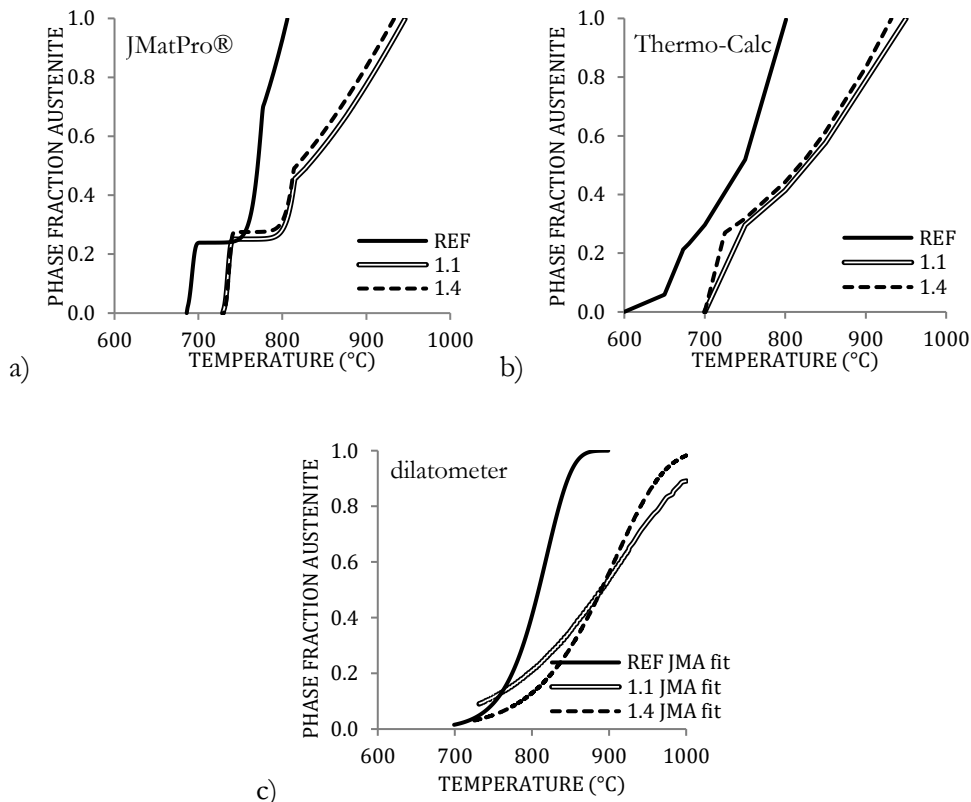 JMatPro®
PHASE FRACTION AUSTENITE
1.0
0.8
0.6
0.4
0.2
0.0
REF
1.1
1.4
600 700 800 900 1000
TEMPERATURE (°C)
a)
Thermo-Calc
PHASE FRACTION AUSTENITE
1.0
0.8
0.6
0.4
0.2
0.0
REF
1.1
1.4
600 700 800 900 1000
TEMPERATURE (°C)
b)
dilatometer
PHASE FRACTION AUSTENITE
1.0
0.8
0.6
0.4
0.2
0.0
REF JMA fit
1.1 JMA fit
1.4 JMA fit
600 700 800 900 1000
TEMPERATURE (°C)
c)